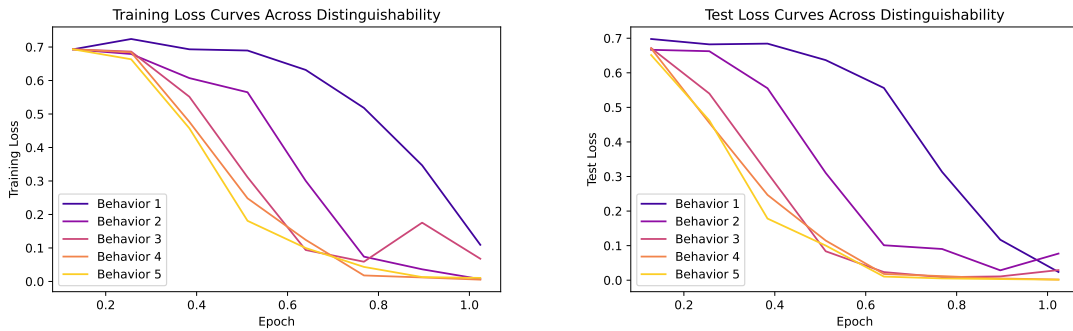 Training Loss Curves Across Distinguishability
Training Loss
0.7
0.6
0.5
0.4
0.3
0.2
0.1
0.0
Behavior 1
Behavior 2
Behavior 3
Behavior 4
Behavior 5
0.2 0.4 0.6 0.8 1.0
Epoch
Test Loss Curves Across Distinguishability
Test Loss
0.7
0.6
0.5
0.4
0.3
0.2
0.1
0.0
Behavior 1
Behavior 2
Behavior 3
Behavior 4
Behavior 5
0.2 0.4 0.6 0.8 1.0
Epoch